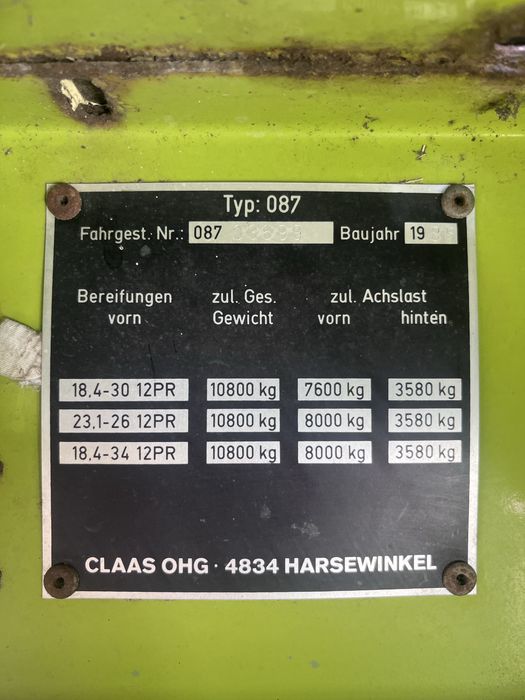 Typ: 087
Fahrgest. Nr.: 087 03699 Baujahr 19
Bereifungen vorn zul. Ges. Gewicht zul. Achslast vorn hinten
18.4-30 12PR 10800 kg 7600 kg 3580 kg
23.1-26 12PR 10800 kg 8000 kg 3580 kg
18.4-34 12PR 10800 kg 8000 kg 3580 kg
CLAAS OHG · 4834 HARSEWINKEL